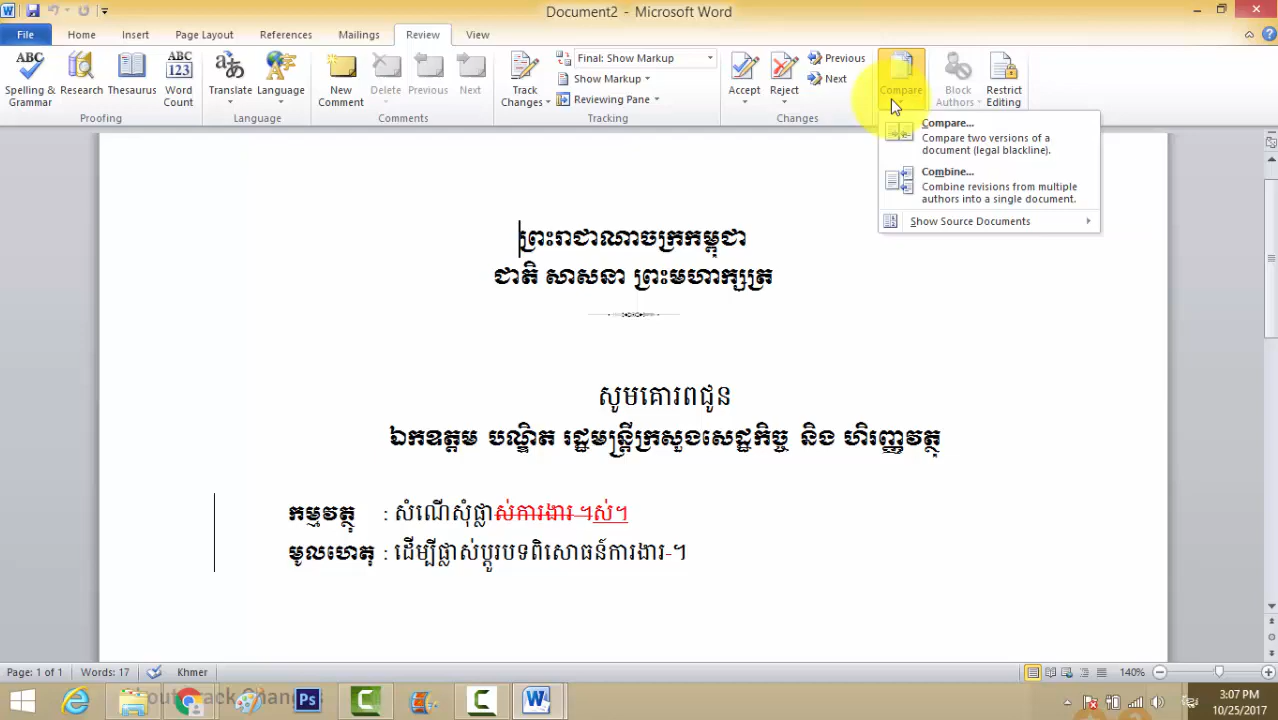 Document2 - Microsoft Word
File Home Insert Page Layout References Mailings Review View
Spelling & Grammar
Research
Thesaurus
Word Count
Translate
Language
New Comment
Delete
Previous
Next
Track Changes
Final: Show Markup
Show Markup
Reviewing Pane
Accept
Reject
Previous
Next
Compare
Block Authors
Restrict Editing
Proofing Language Comments Tracking Changes
Compare...
Compare two versions of a
document (legal blackline).
Combine...
Combine revisions from multiple
authors into a single document.
Show Source Documents
ព្រះរាជាណាចក្រកម្ពុជា
ជាតិ សាសនា ព្រះមហាក្សត្រ
សូមគោរពជូន
ឯកឧត្តម បណ្ឌិត រដ្ឋមន្ត្រីក្រសួងសេដ្ឋកិច្ច និង ហិរញ្ញវត្ថុ
កម្មវត្ថុ : សំណើសុំផ្លាស់ការងារ ។ស់។
មូលហេតុ : ដើម្បីផ្លាស់ប្តូរបទពិសោធន៍ការងារ ។
Page: 1 of 1 Words: 17 Khmer 140%
3:07 PM
10/25/2017